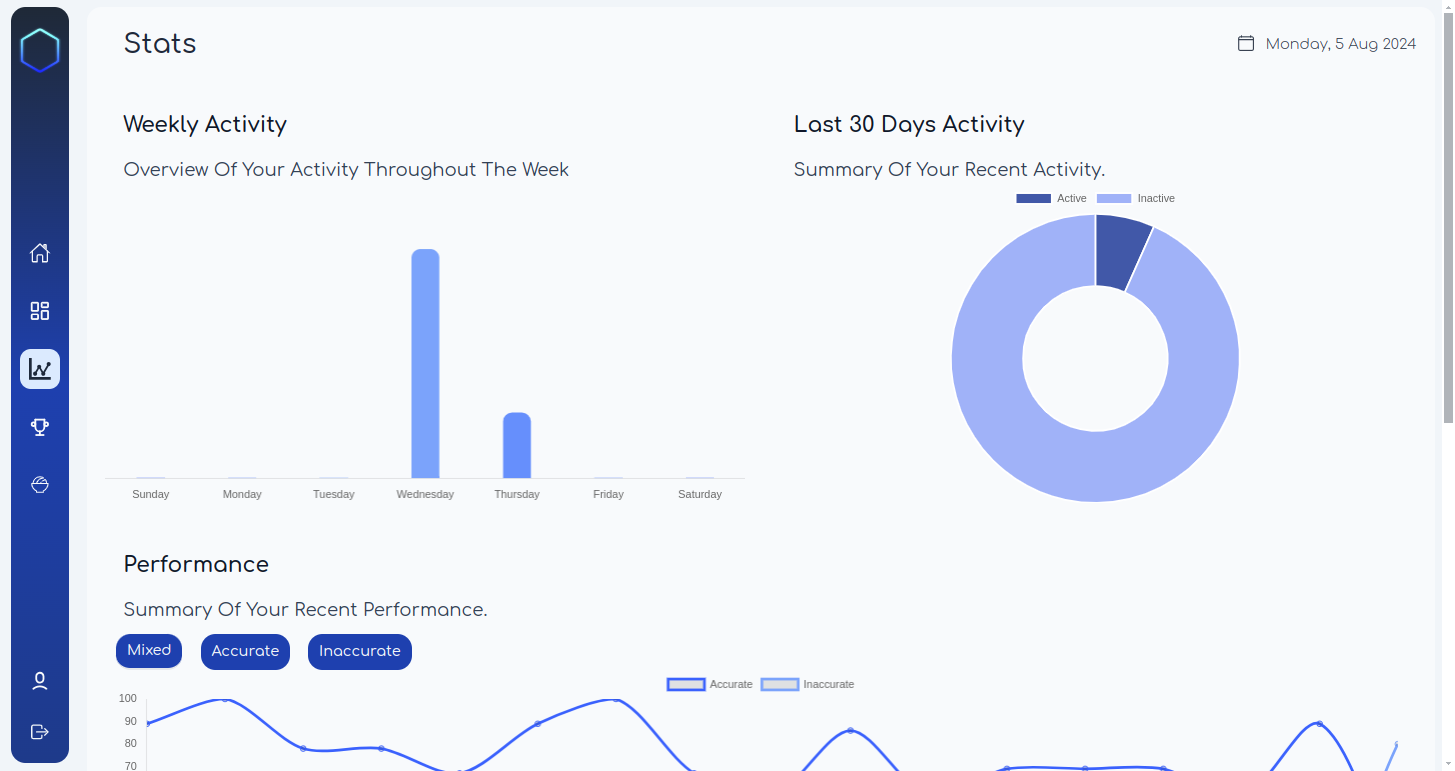 Stats
Monday, 5 Aug 2024
Weekly Activity
Overview Of Your Activity Throughout The Week
Last 30 Days Activity
Summary Of Your Recent Activity.
Active Inactive
Sunday Monday Tuesday Wednesday Thursday Friday Saturday
Performance
Summary Of Your Recent Performance.
Mixed Accurate Inaccurate
Accurate Inaccurate
100
90
80
70